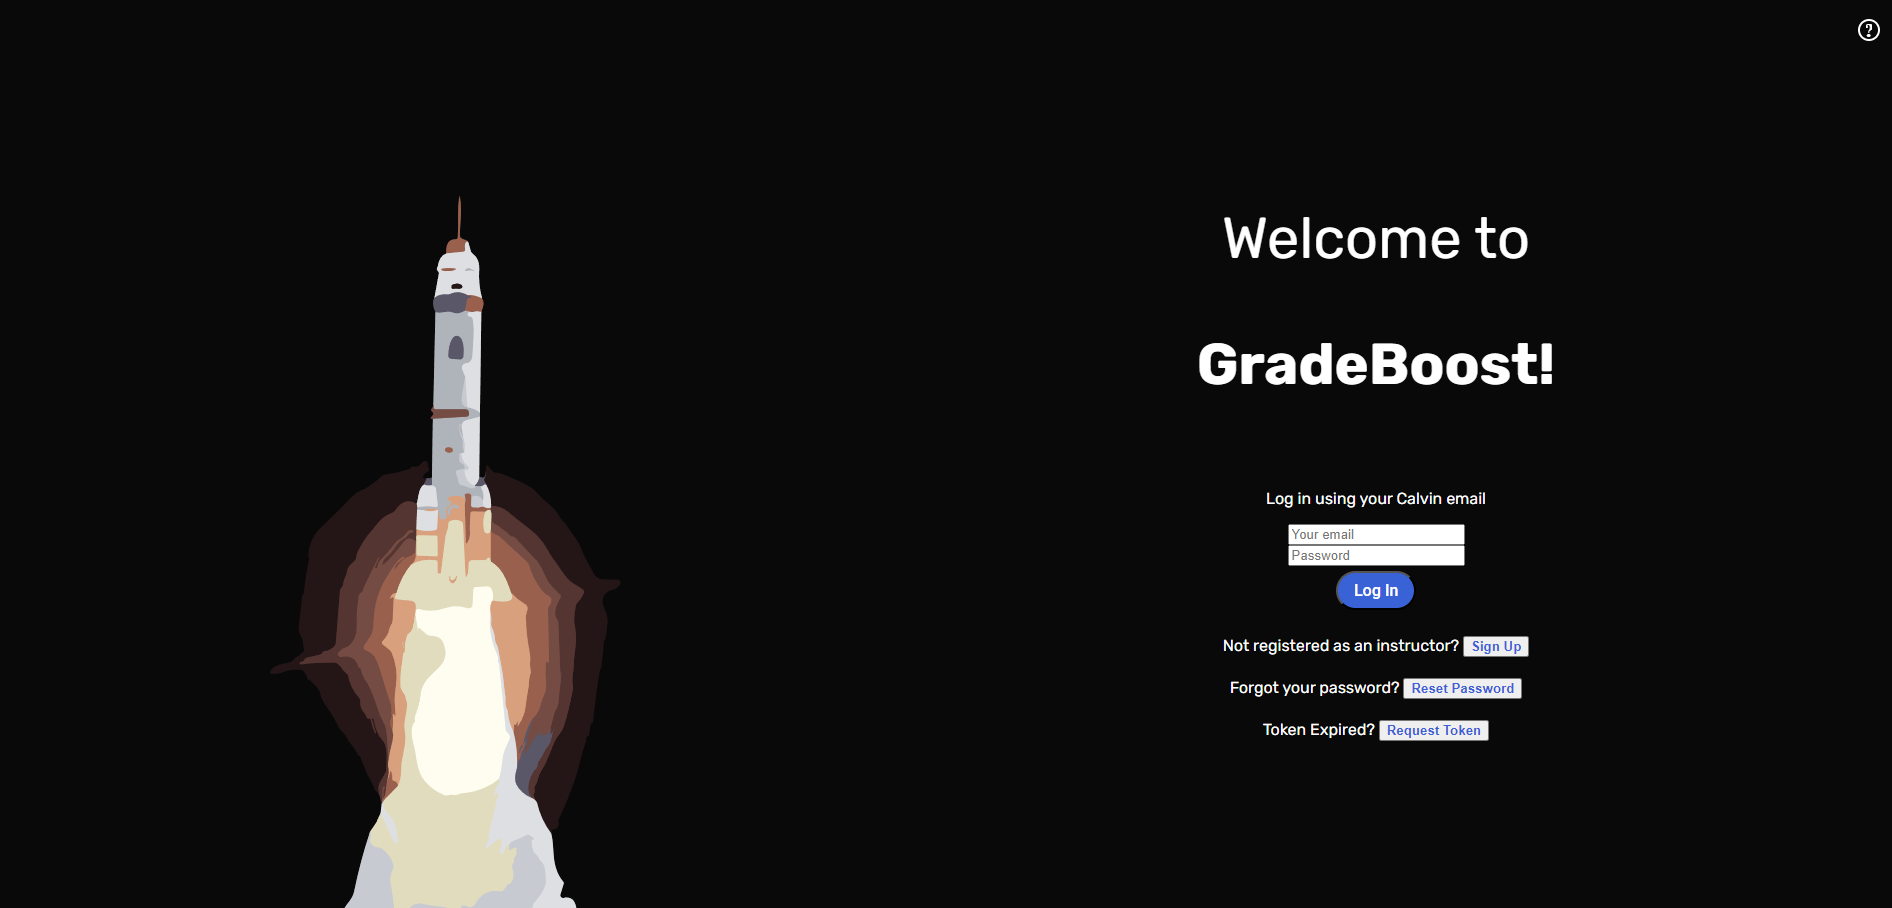 Welcome to
GradeBoost!
Log in using your Calvin email
Your email
Password
Log In
Not registered as an instructor? Sign Up
Forgot your password? Reset Password
Token Expired? Request Token